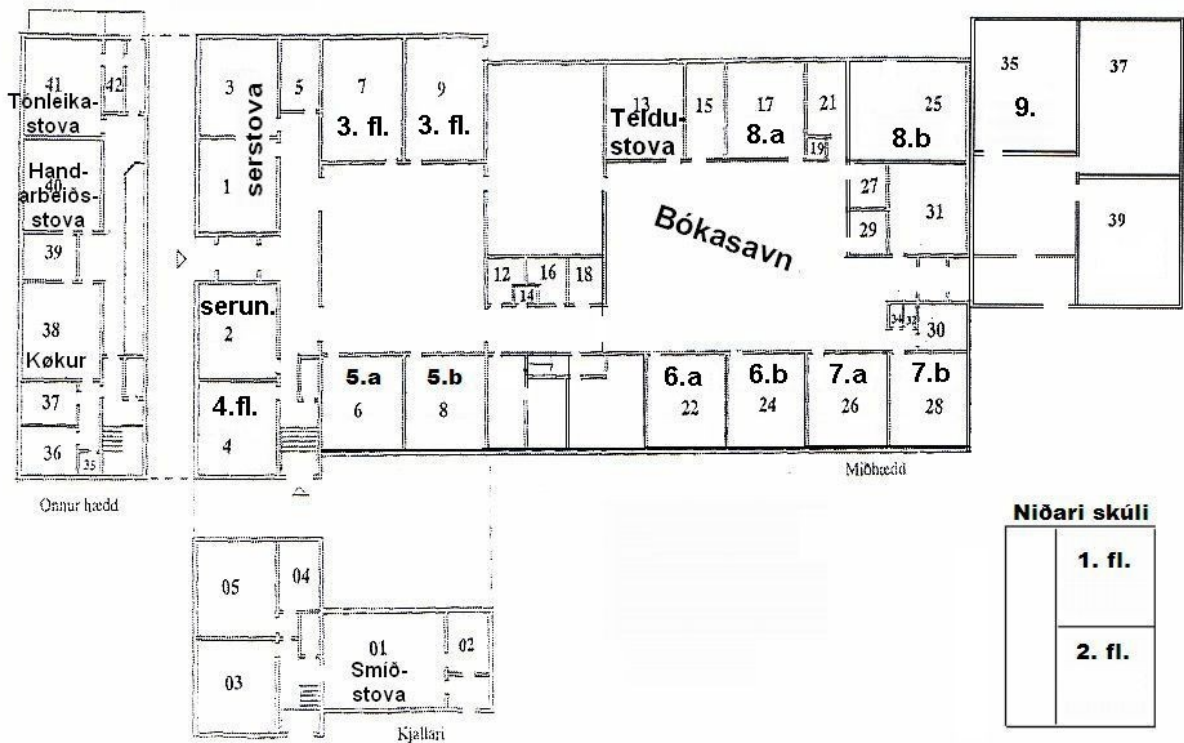 41
42
Tónleika-
stova
Hand-
40
arbeiðs-
stova
39
38
Køkur
37
36
35
Onnur hædd
3
5
7
3. fl.
9
3. fl.
1
serstova
serun.
2
4.fl.
4
5.a
6
5.b
8
12
14
16
18
13
Teldu-
stova
15
17
8.a
21
19
25
8.b
27
29
31
Bókasavn
34
32
30
6.a
22
6.b
24
7.a
26
7.b
28
Miðhædd
35
9.
37
39
05
04
03
01
Smíð-
stova
02
Kjallari
Niðari skúli
1. fl.
2. fl.